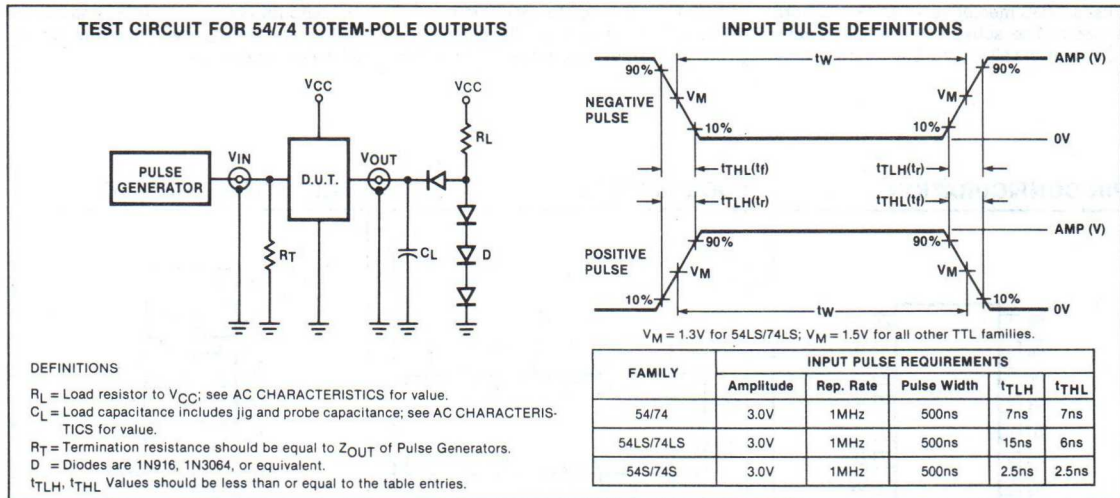 TEST CIRCUIT FOR 54/74 TOTEM-POLE OUTPUTS
VCC
VCC
RL
PULSE GENERATOR
VIN
D.U.T.
VOUT
RT
CL
D
DEFINITIONS
RL = Load resistor to VCC; see AC CHARACTERISTICS for value.
CL = Load capacitance includes jig and probe capacitance; see AC CHARACTERIS-
TICS for value.
RT = Termination resistance should be equal to ZOUT of Pulse Generators.
D = Diodes are 1N916, 1N3064, or equivalent.
tTLH, tTHL Values should be less than or equal to the table entries.
INPUT PULSE DEFINITIONS
90% tW 90% AMP (V)
NEGATIVE PULSE
VM VM
10% 10% 0V
tTHL(tf) tTLH(tr)
tTLH(tr) tTHL(tf)
90% 90% AMP (V)
POSITIVE PULSE
VM VM
10% tW 10% 0V
VM = 1.3V for 54LS/74LS; VM = 1.5V for all other TTL families.
FAMILY INPUT PULSE REQUIREMENTS
Amplitude Rep. Rate Pulse Width tTLH tTHL
54/74 3.0V 1MHz 500ns 7ns 7ns
54LS/74LS 3.0V 1MHz 500ns 15ns 6ns
54S/74S 3.0V 1MHz 500ns 2.5ns 2.5ns